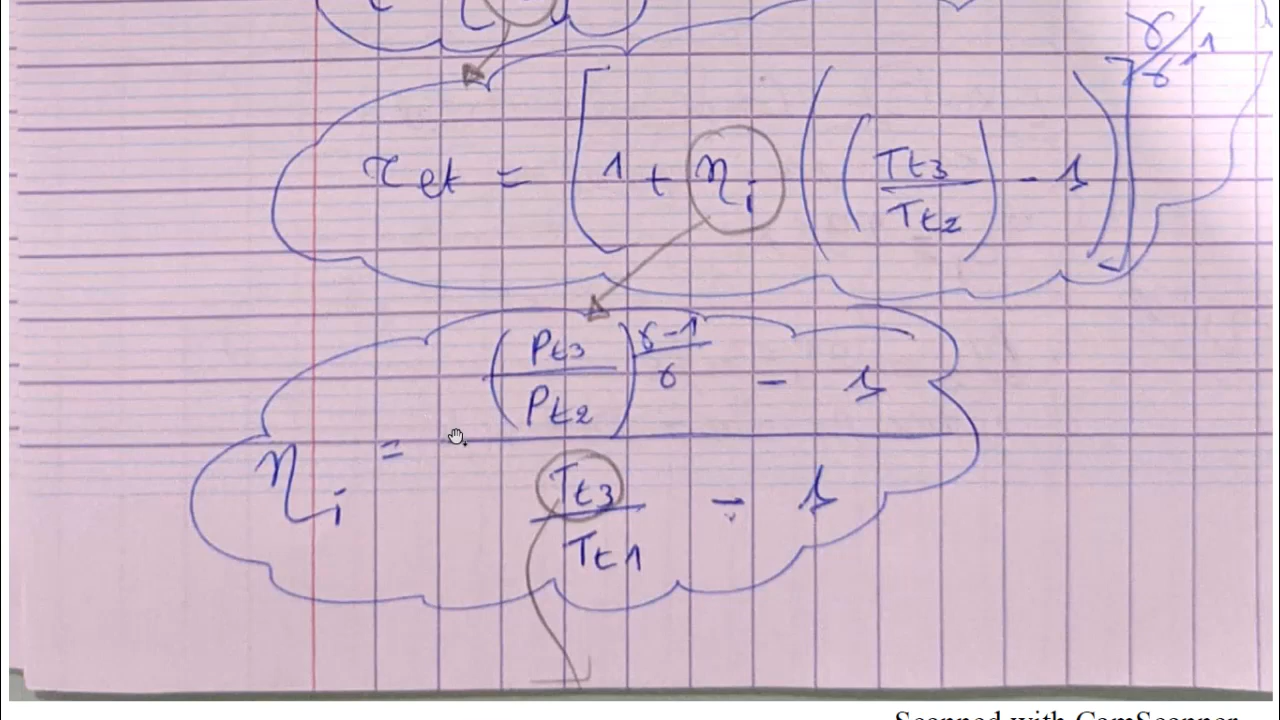 τet = [1 + ηi ((Tt3/Tt2) - 1)]^γ/γ-1
ηi = ((Pt3/Pt2)^(γ-1)/γ - 1) / (Tt3/Tt1 - 1)
Scanned with CamScanner